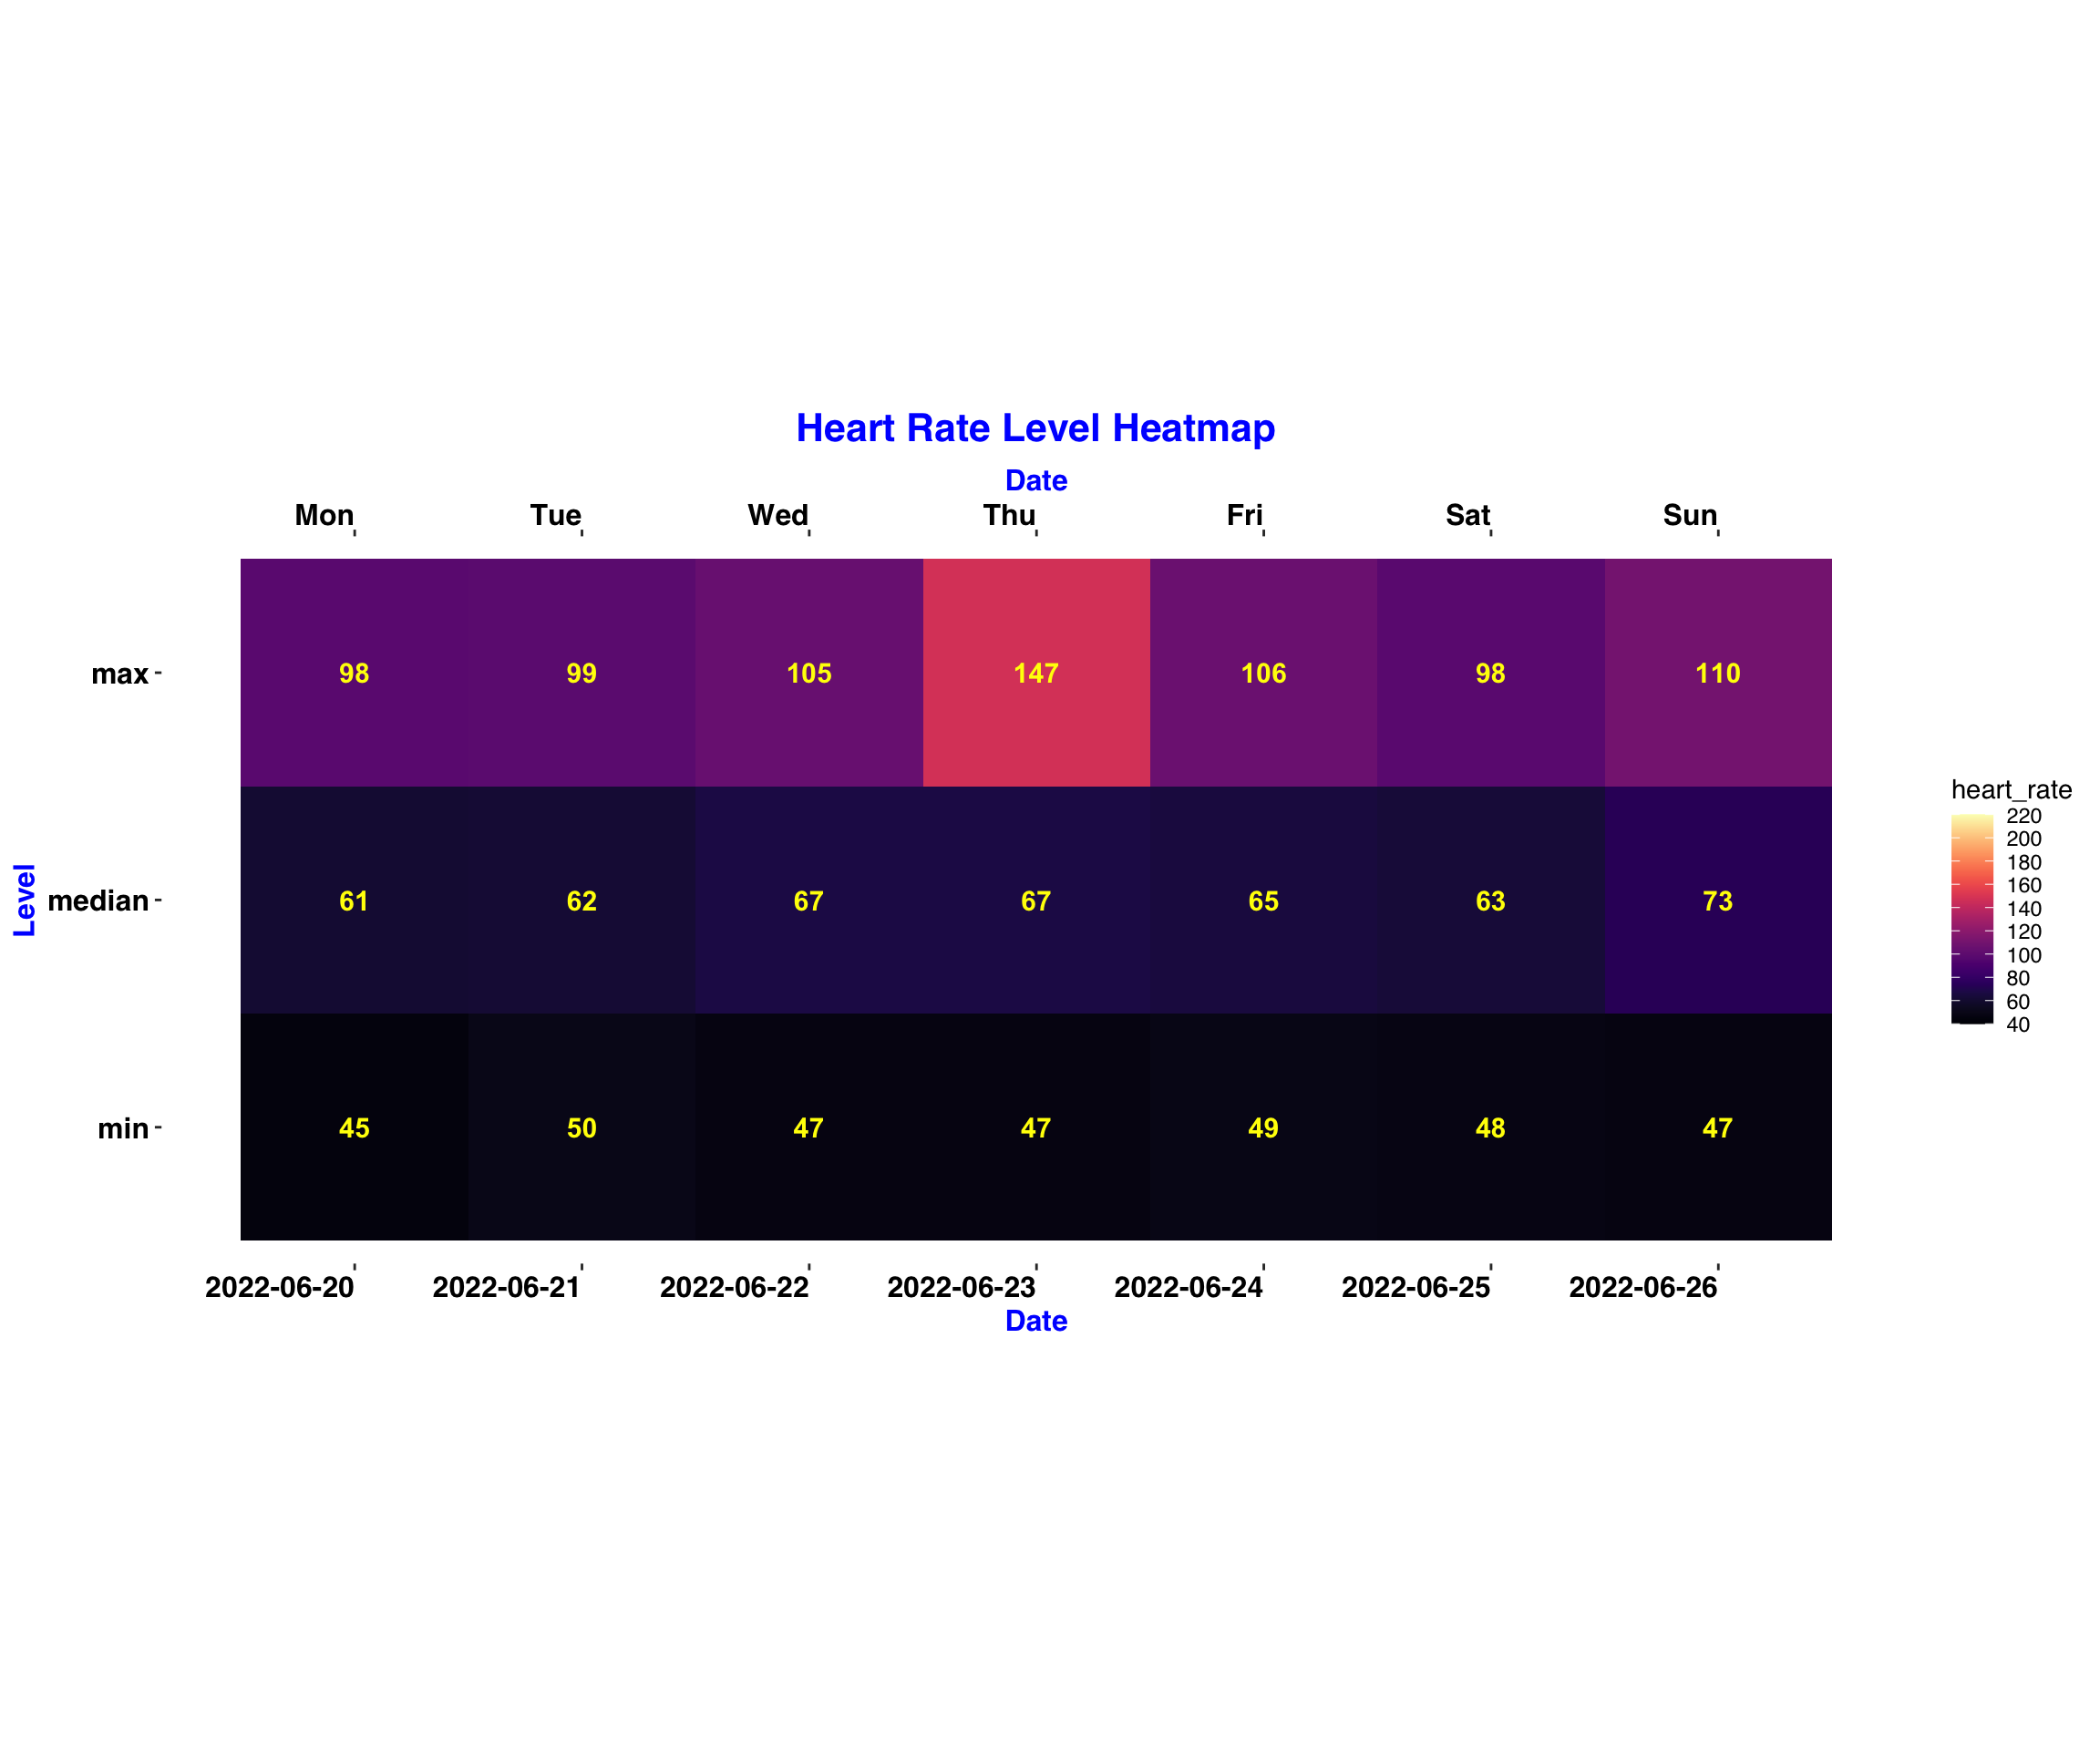 Heart Rate Level Heatmap
Date
Mon Tue Wed Thu Fri Sat Sun
max 98 99 105 147 106 98 110
Level
median 61 62 67 67 65 63 73
min 45 50 47 47 49 48 47
2022-06-20 2022-06-21 2022-06-22 2022-06-23 2022-06-24 2022-06-25 2022-06-26
Date
heart_rate
220
200
180
160
140
120
100
80
60
40